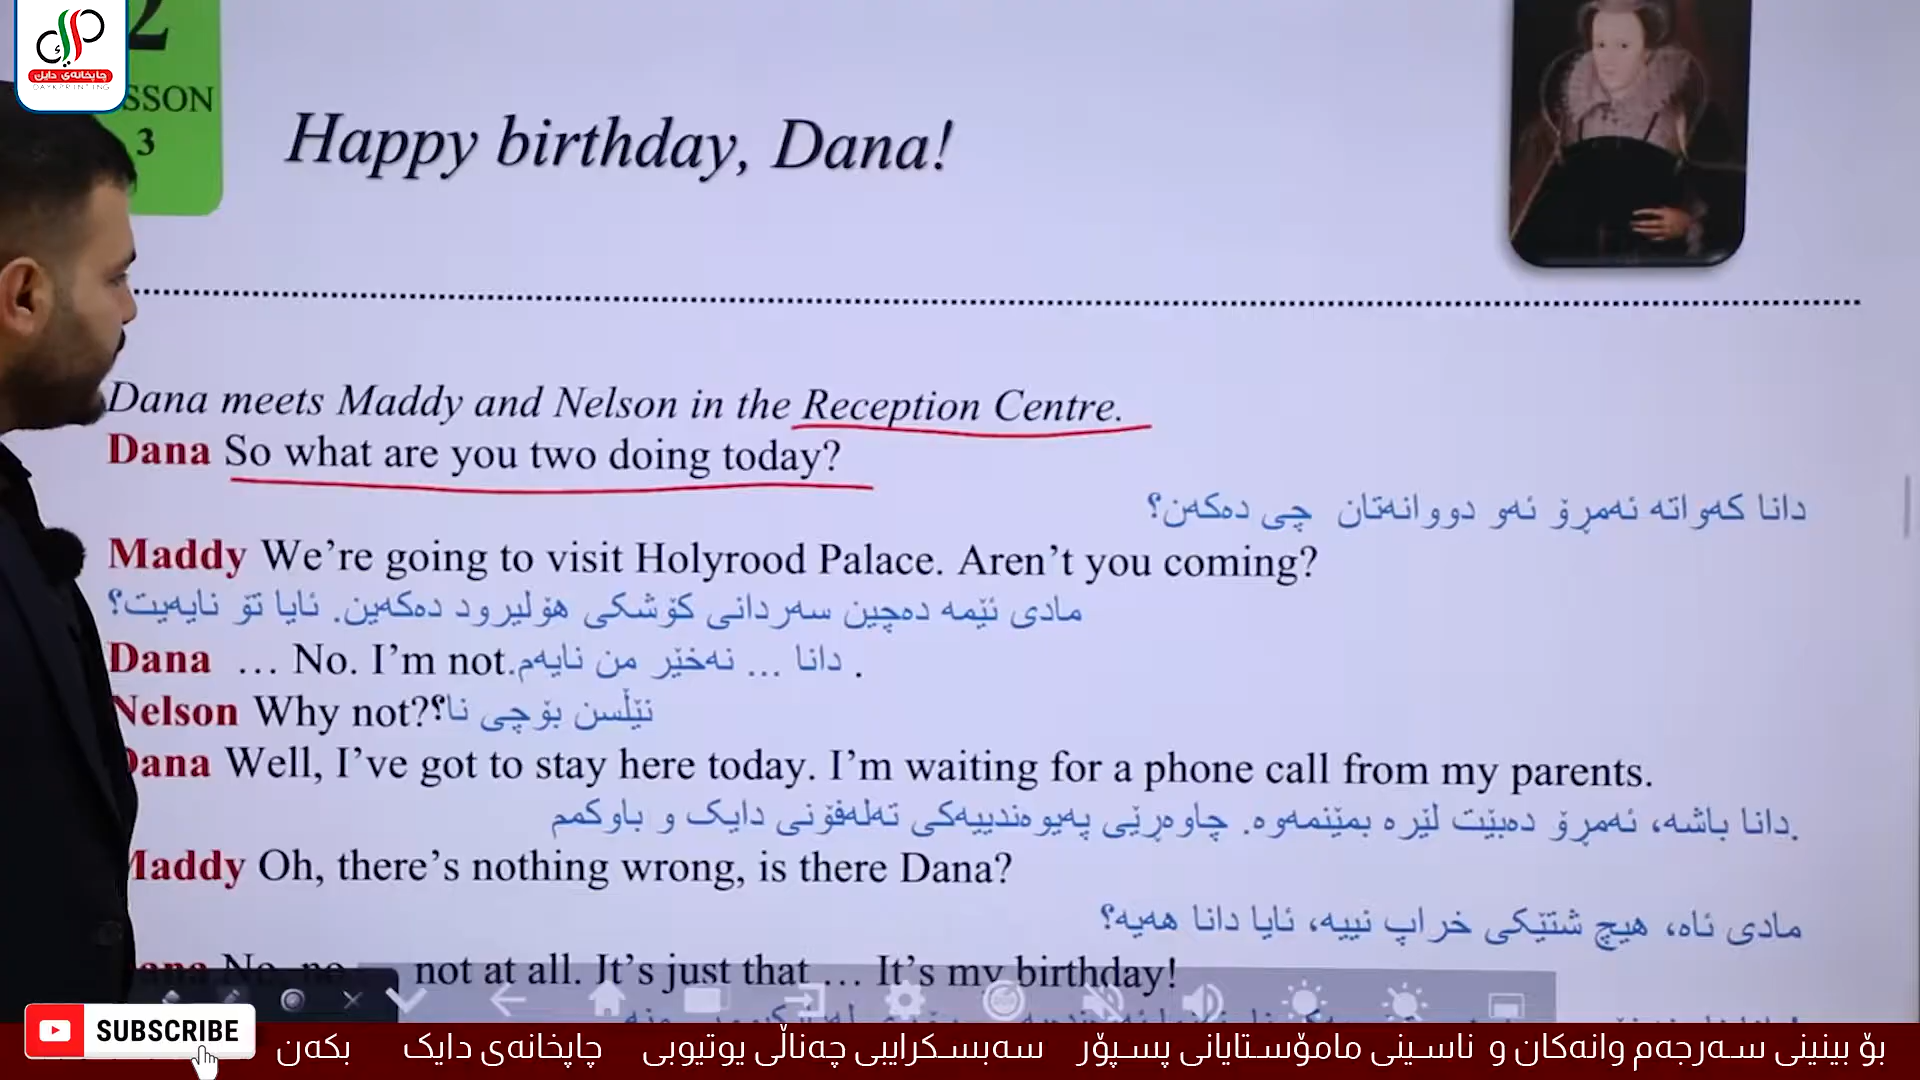 چاپخانەی دایک
DAYK PRINTING
2
SSON
3
Happy birthday, Dana!
Dana meets Maddy and Nelson in the Reception Centre.
Dana So what are you two doing today?
دانا کەواتە ئەمڕۆ ئەو دووانەتان چی دەکەن؟
Maddy We’re going to visit Holyrood Palace. Aren’t you coming?
مادی ئێمە دەچین سەردانی کۆشکی هۆلیرود دەکەین. ئایا تۆ نایەیت؟
Dana … No. I’m not. دانا ... نەخێر من نایەم .
Nelson Why not? نێڵسن بۆچی نا؟
Dana Well, I’ve got to stay here today. I’m waiting for a phone call from my parents.
دانا باشە، ئەمڕۆ دەبێت لێرە بمێنمەوە. چاوەڕێی پەیوەندییەکی تەلەفۆنی دایک و باوکمم.
Maddy Oh, there’s nothing wrong, is there Dana?
مادی ئاه، هیچ شتێکی خراپ نییە، ئایا دانا هەیە؟
not at all. It’s just that … It’s my birthday!
SUBSCRIBE
بۆ بینینی سەرجەم وانەکان و ناسینی مامۆستایانی پسپۆر سەبسکرایبی چەناڵی یوتیوبی چاپخانەی دایک بکەن